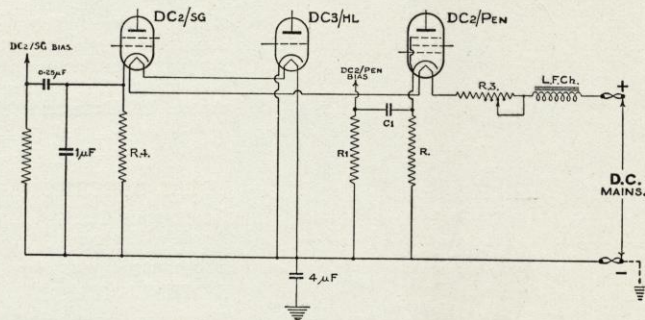 DC2/SG
DC3/HL
DC2/PEN
DC2/SG BIAS.
0·25μF
DC2/PEN
BIAS
R.3.
L.F.Ch.
+
C1
1μF
R.4.
R1
R.
D.C.
MAINS.
4μF
−